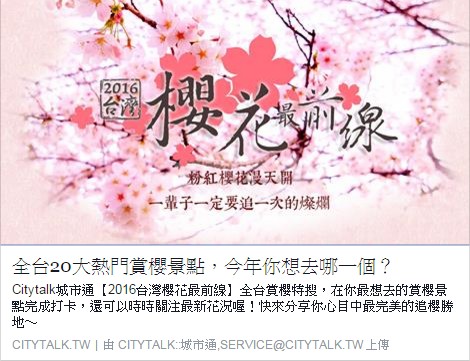 2016
台灣
櫻花最前線
粉紅櫻花漫天開
一輩子一定要追一次的燦爛
全台20大熱門賞櫻景點，今年你想去哪一個？
Citytalk城市通【2016台灣櫻花最前線】全台賞櫻特搜，在你最想去的賞櫻景
點完成打卡，還可以時時關注最新花況喔！快來分享你心目中最完美的追櫻勝
地～
CITYTALK.TW | 由 CITYTALK::城市通,SERVICE@CITYTALK.TW 上傳